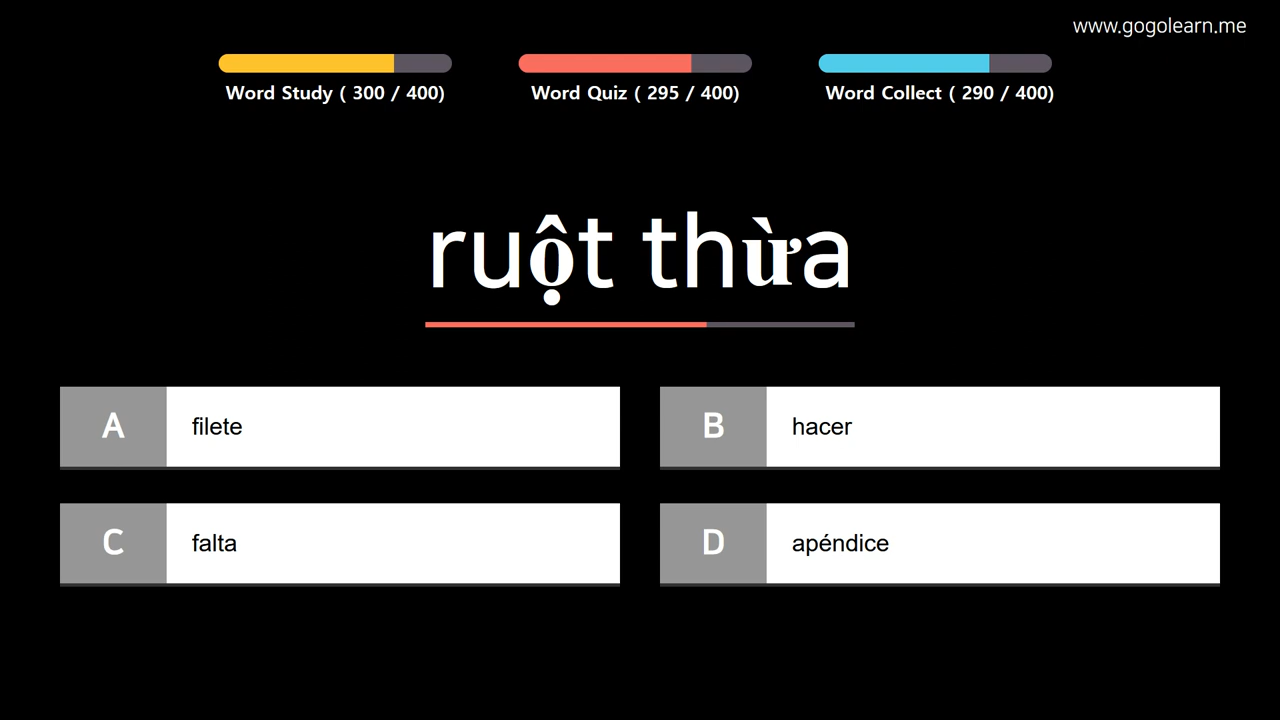 www.gogolearn.me
Word Study ( 300 / 400)
Word Quiz ( 295 / 400)
Word Collect ( 290 / 400)
ruột thừa
A filete
B hacer
C falta
D apéndice